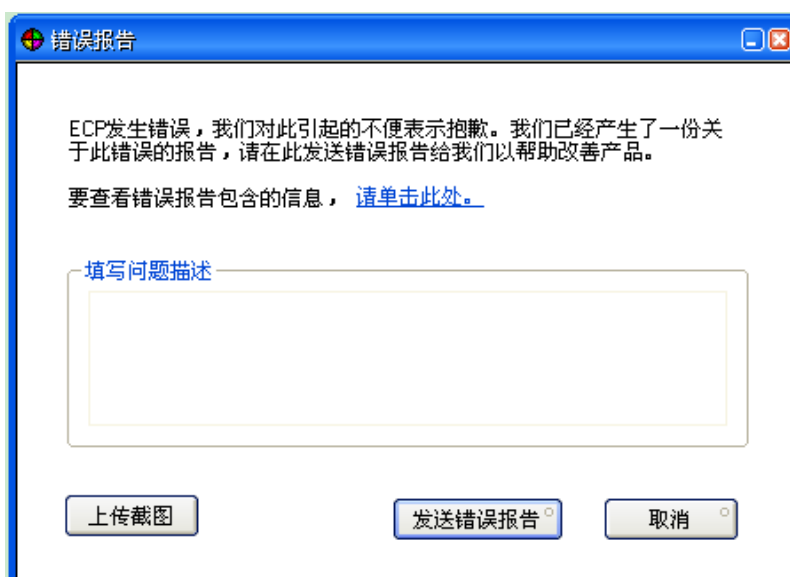 错误报告
ECP发生错误，我们对此引起的不便表示抱歉。我们已经产生了一份关
于此错误的报告，请在此发送错误报告给我们以帮助改善产品。
要查看错误报告包含的信息， 请单击此处。
填写问题描述
上传截图 发送错误报告 取消